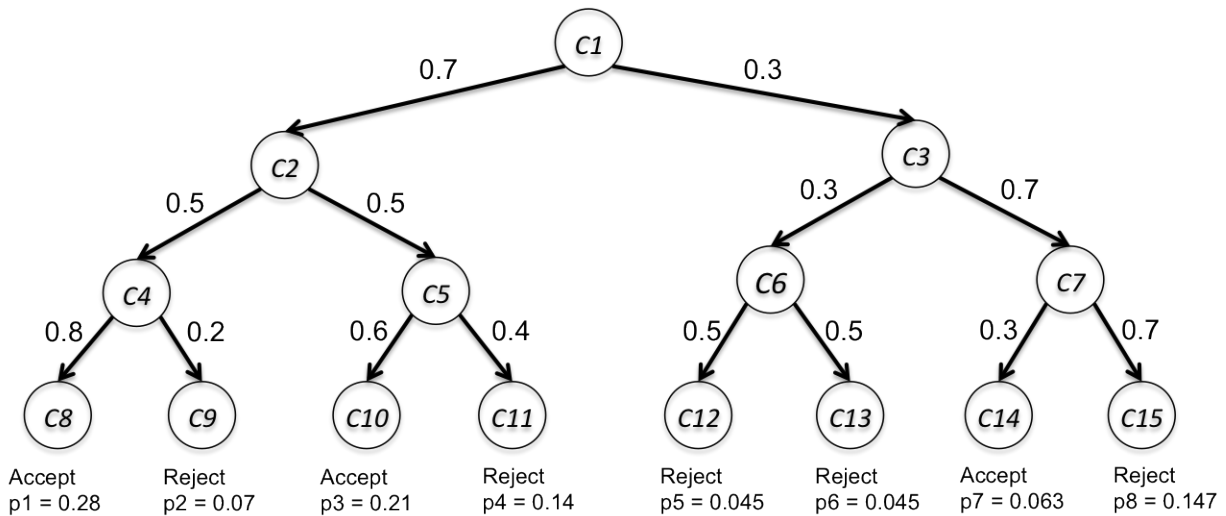 C1
0.7 0.3
C2 C3
0.5 0.5 0.3 0.7
C4 C5 C6 C7
0.8 0.2 0.6 0.4 0.5 0.5 0.3 0.7
C8 C9 C10 C11 C12 C13 C14 C15
Accept Reject Accept Reject Reject Reject Accept Reject
p1 = 0.28 p2 = 0.07 p3 = 0.21 p4 = 0.14 p5 = 0.045 p6 = 0.045 p7 = 0.063 p8 = 0.147